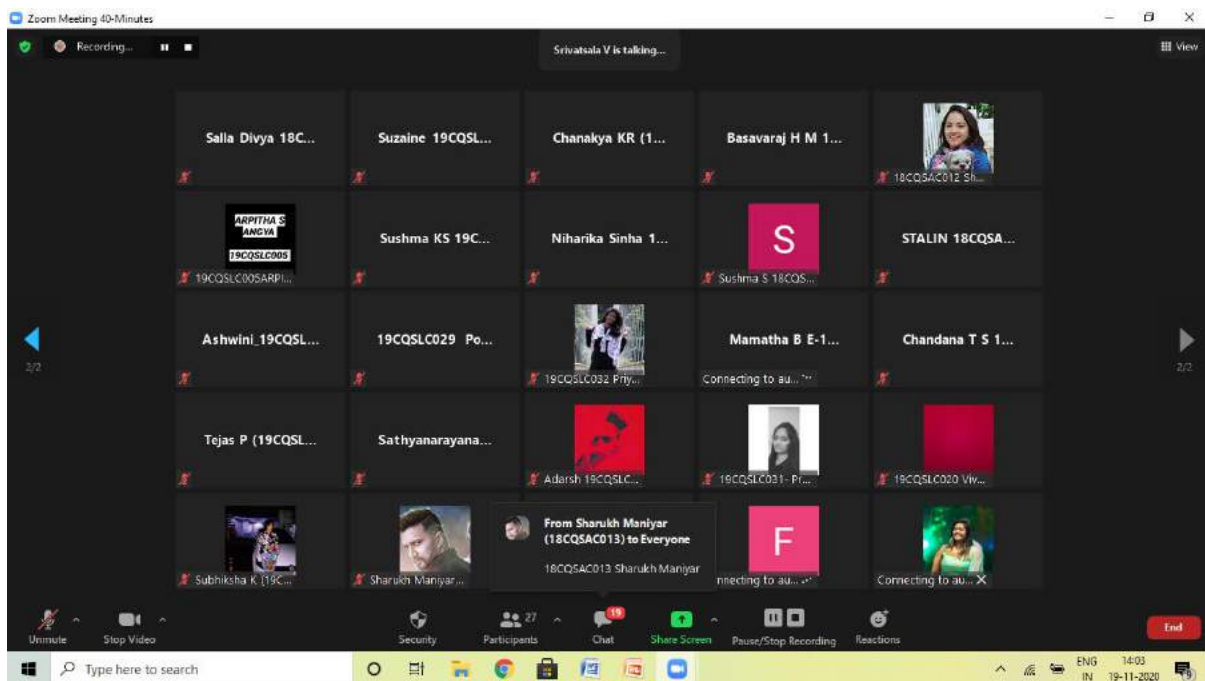 Zoom Meeting 40-Minutes
Recording...
Srivatsala V is talking...
View
Salla Divya 18C...
Suzaine 19CQSL...
Chanakya KR (1...
Basavaraj H M 1...
18CQSAC012 Sh...
ARPITHA S
ANGYA
19CQSLC005
19CQSLC005ARPI...
Sushma KS 19C...
Niharika Sinha 1...
S
Sushma S 18CQS...
STALIN 18CQSA...
2/2
Ashwini_19CQSL...
19CQSLC029 Po...
19CQSLC032 Priy...
Mamatha B E-1...
Connecting to au...
Chandana T S 1...
2/2
Tejas P (19CQSL...
Sathyanarayana...
Adarsh 19CQSLC...
19CQSLC031- Pr...
19CQSLC020 Viv...
Subhiksha K (19C...
Sharukh Maniyar...
From Sharukh Maniyar
(18CQSAC013) to Everyone
18CQSAC013 Sharukh Maniyar
F
nnecting to au...
Connecting to au...
Unmute
Stop Video
Security
27
Participants
19
Chat
Share Screen
Pause/Stop Recording
Reactions
End
Type here to search
ENG
IN
14:03
19-11-2020